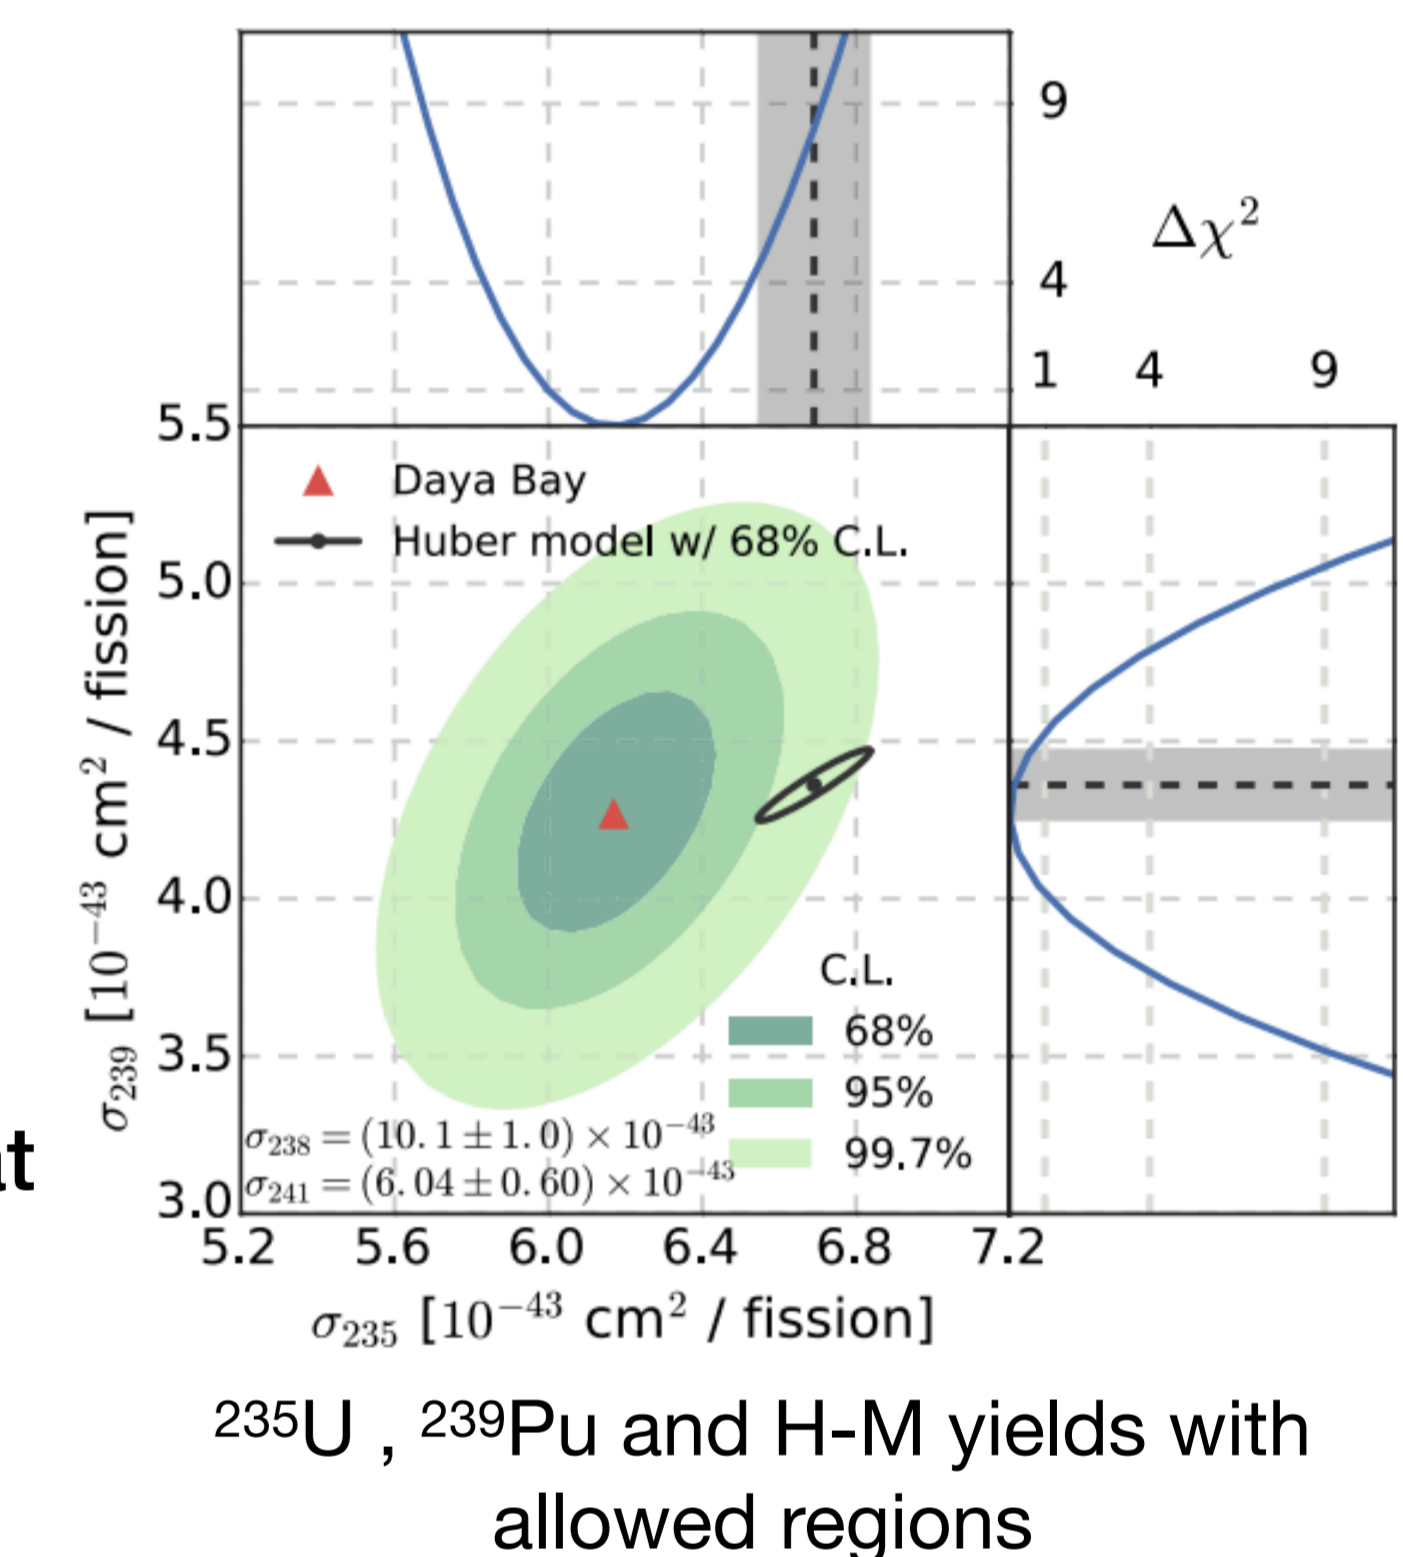 9
Δχ²
4
1 4 9
5.5
Daya Bay
Huber model w/ 68% C.L.
5.0
4.5
4.0
3.5
3.0
σ₂₃₉ [10⁻⁴³ cm² / fission]
C.L.
68%
95%
99.7%
σ₂₃₈ = (10.1 ± 1.0) × 10⁻⁴³
σ₂₄₁ = (6.04 ± 0.60) × 10⁻⁴³
at
5.2 5.6 6.0 6.4 6.8 7.2
σ₂₃₅ [10⁻⁴³ cm² / fission]
²³⁵U , ²³⁹Pu and H-M yields with
allowed regions